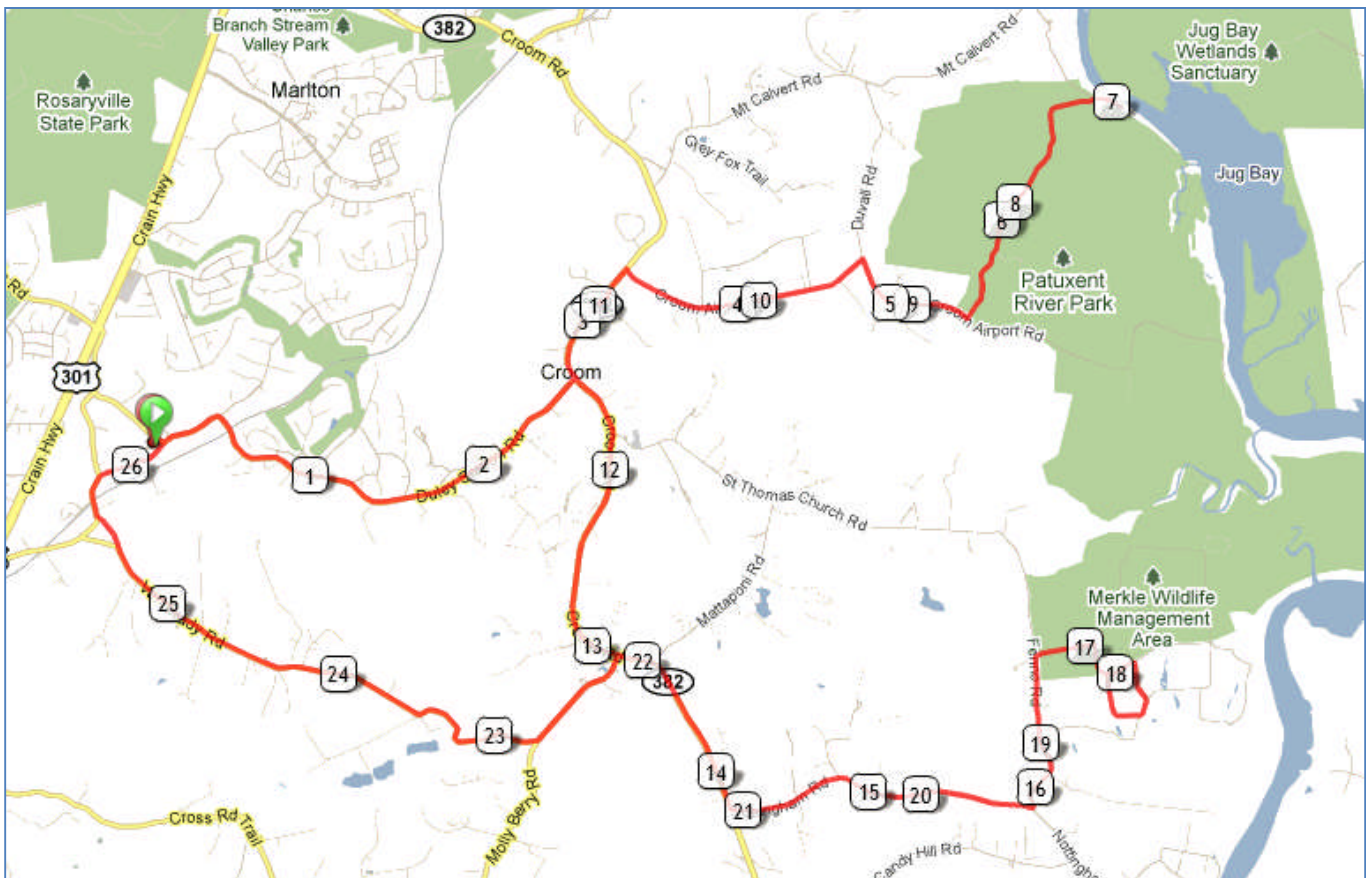 Branch Stream
Valley Park
382
Croom Rd
Mt Calvert Rd
Jug Bay
Wetlands
Sanctuary
Rosaryville
State Park
Marlton
Mt Calvert Rd
7
Crain Hwy
Grey Fox Trail
Duvall Rd
Jug Bay
8
6
Patuxent
River Park
Rd
11
3
4
10
5
9
Croom Airport Rd
Croom
301
Crain Hwy
26
1
2
12
St Thomas Church Rd
Mattaponi Rd
Merkle Wildlife
Management
Area
25
13
22
382
17
18
24
23
19
14
15
20
16
21
Cross Rd Trail
Molly Berry Rd